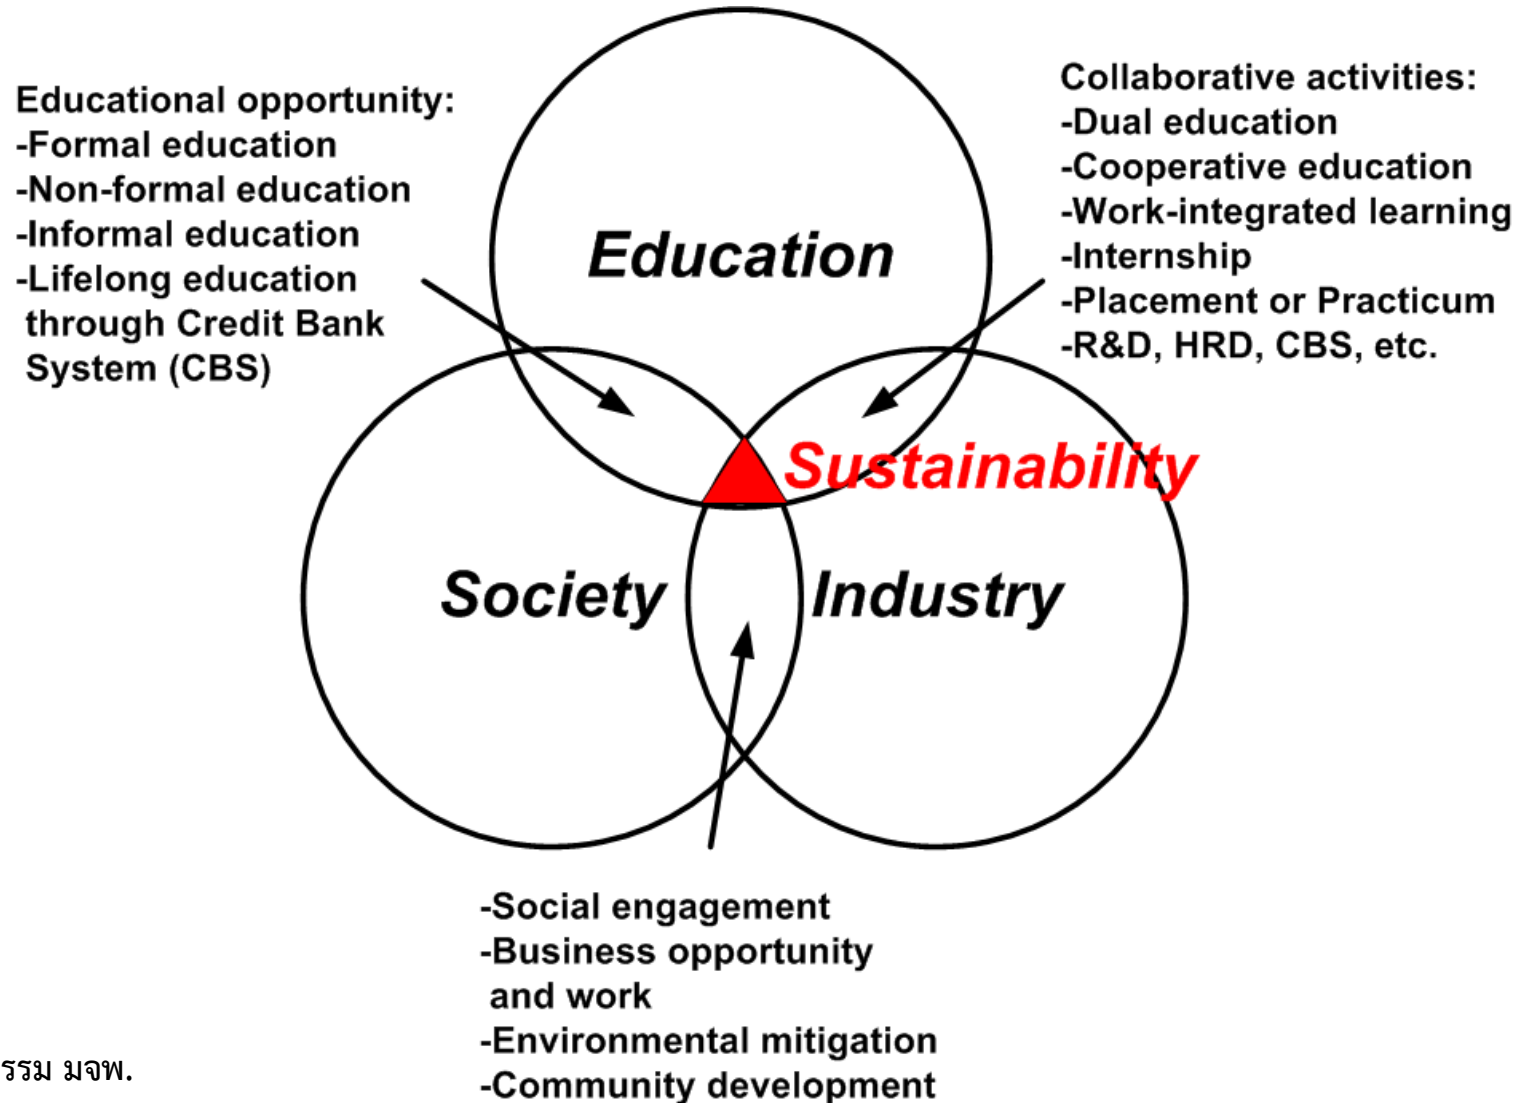 Educational opportunity:
-Formal education
-Non-formal education
-Informal education
-Lifelong education
through Credit Bank
System (CBS)
Collaborative activities:
-Dual education
-Cooperative education
-Work-integrated learning
-Internship
-Placement or Practicum
-R&D, HRD, CBS, etc.
Education
Sustainability
Society
Industry
-Social engagement
-Business opportunity
and work
-Environmental mitigation
-Community development
รรม มจพ.